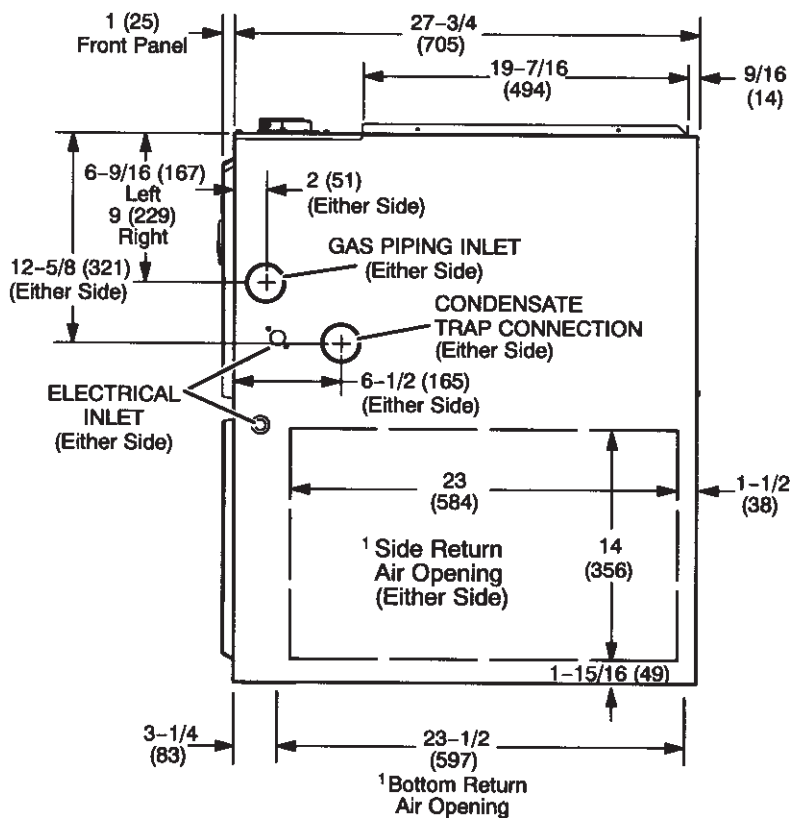 1 (25)
Front Panel
27–3/4
(705)
19–7/16
(494)
9/16
(14)
6–9/16 (167)
Left
9 (229)
Right
2 (51)
(Either Side)
12–5/8 (321)
(Either Side)
GAS PIPING INLET
(Either Side)
CONDENSATE
TRAP CONNECTION
(Either Side)
6–1/2 (165)
(Either Side)
ELECTRICAL
INLET
(Either Side)
23
(584)
1–1/2
(38)
14
(356)
1 Side Return
Air Opening
(Either Side)
1–15/16 (49)
3–1/4
(83)
23–1/2
(597)
1 Bottom Return
Air Opening